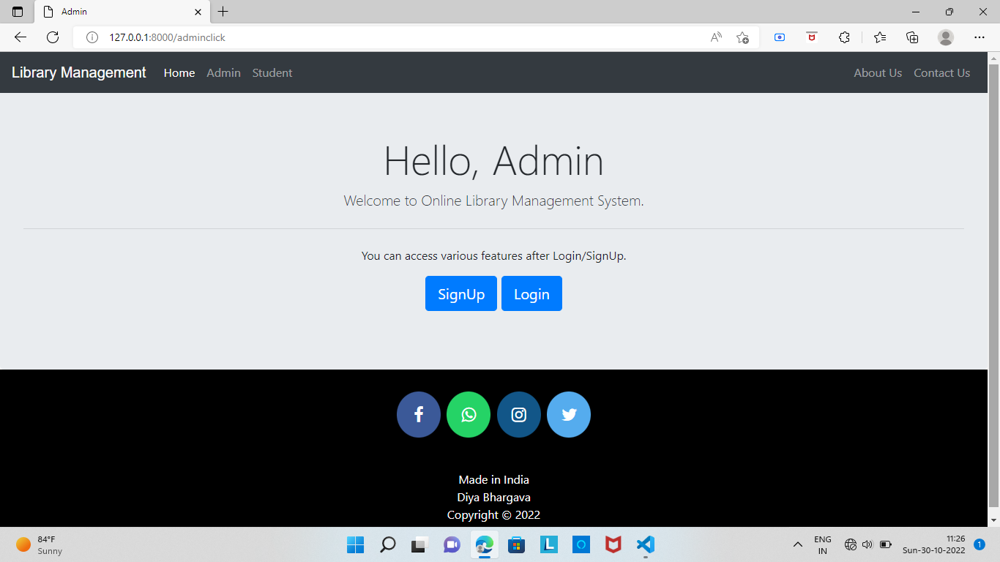 Admin
127.0.0.1:8000/adminclick
Library Management Home Admin Student About Us Contact Us
Hello, Admin
Welcome to Online Library Management System.
You can access various features after Login/SignUp.
SignUp Login
Made in India
Diya Bhargava
Copyright © 2022
84°F
Sunny
ENG
IN
11:26
Sun-30-10-2022
1